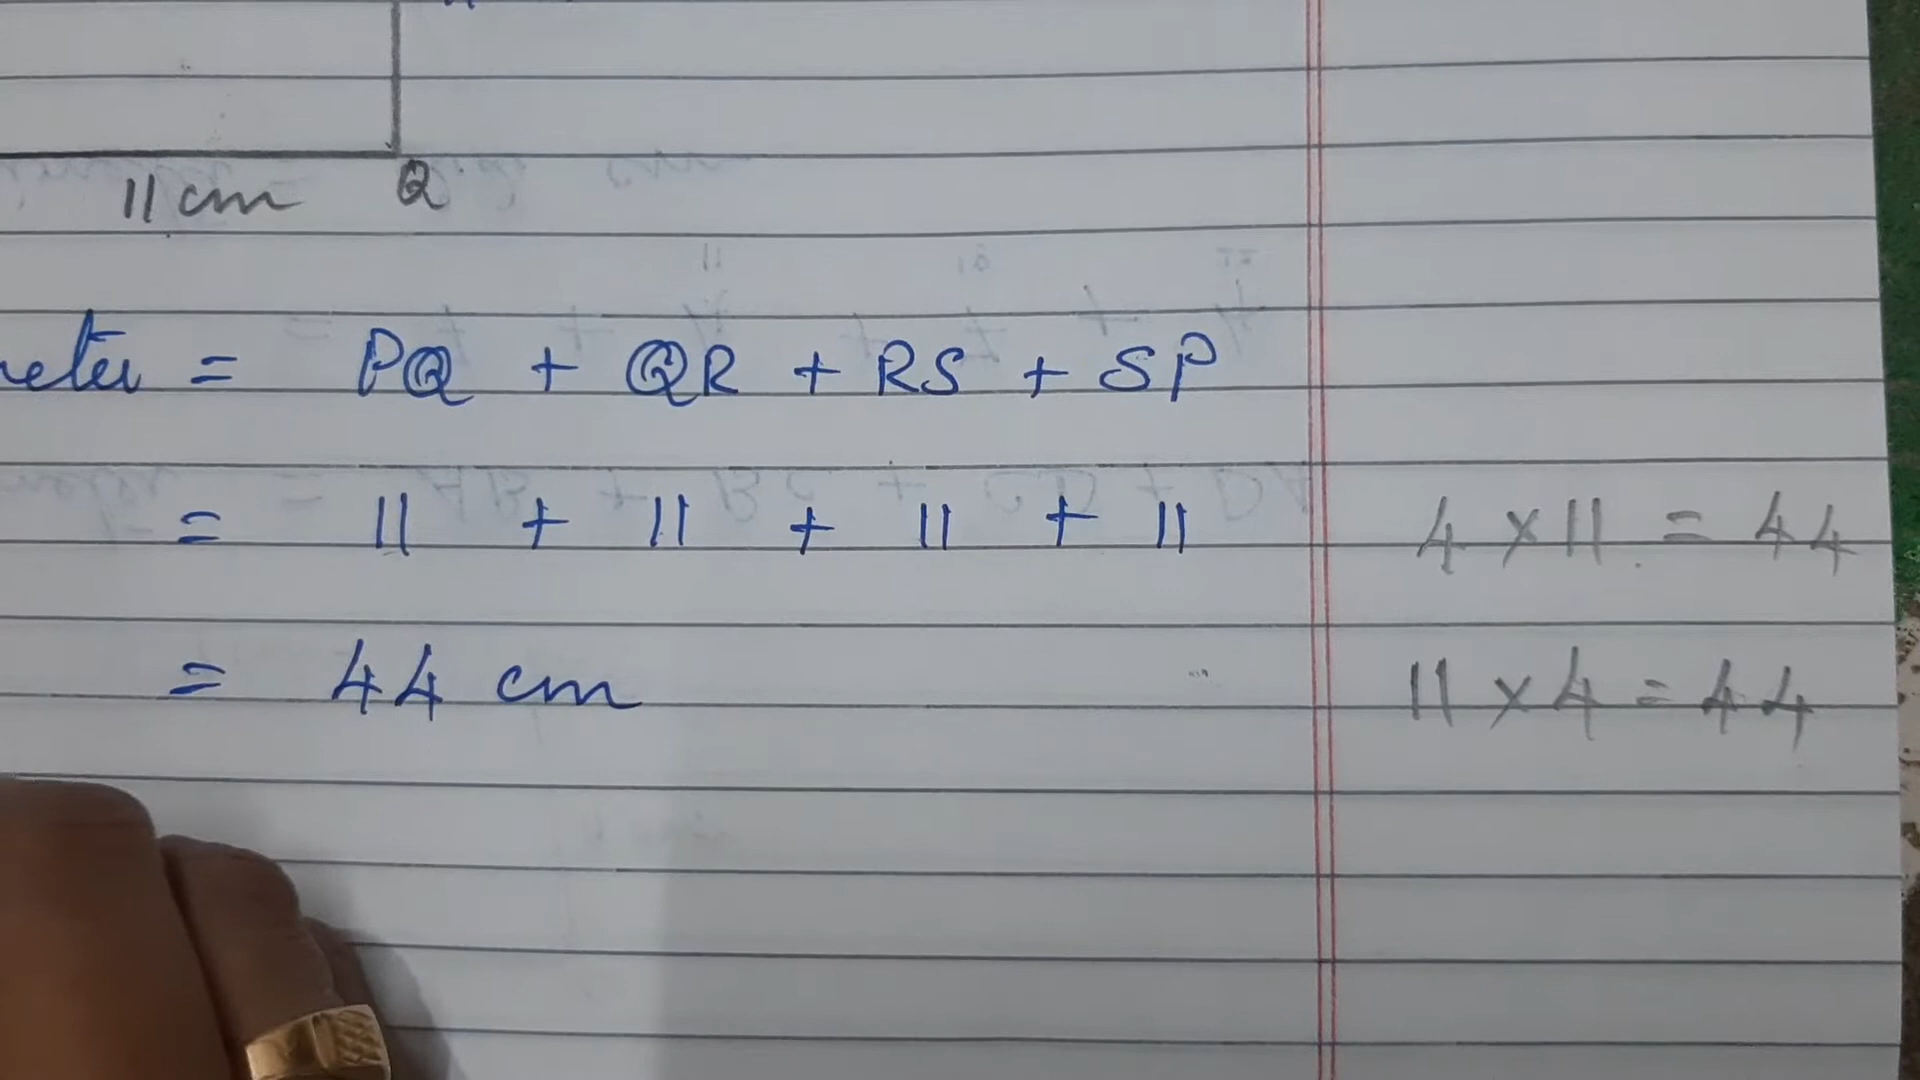 11 cm Q
= PQ + QR + RS + SP
= 11 + 11 + 11 + 11 4 × 11 = 44
= 44 cm 11 × 4 = 44